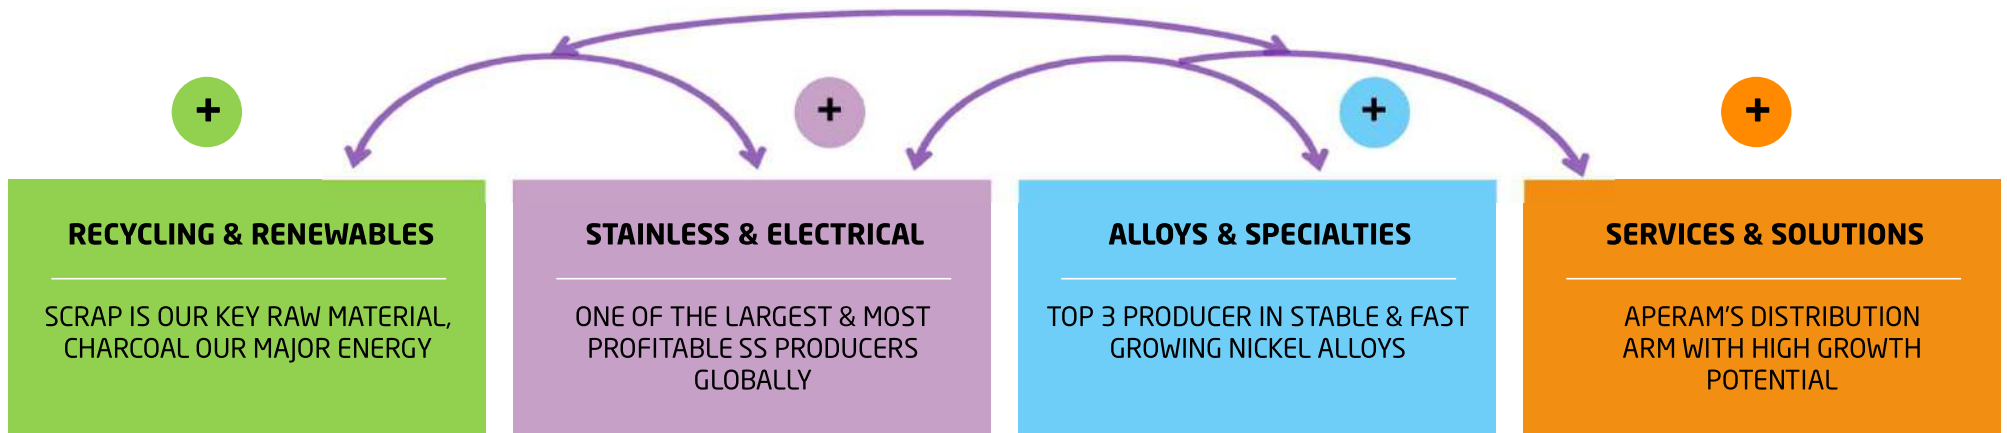 +
+
+
+
RECYCLING & RENEWABLES
SCRAP IS OUR KEY RAW MATERIAL,
CHARCOAL OUR MAJOR ENERGY
STAINLESS & ELECTRICAL
ONE OF THE LARGEST & MOST
PROFITABLE SS PRODUCERS
GLOBALLY
ALLOYS & SPECIALTIES
TOP 3 PRODUCER IN STABLE & FAST
GROWING NICKEL ALLOYS
SERVICES & SOLUTIONS
APERAM’S DISTRIBUTION
ARM WITH HIGH GROWTH
POTENTIAL